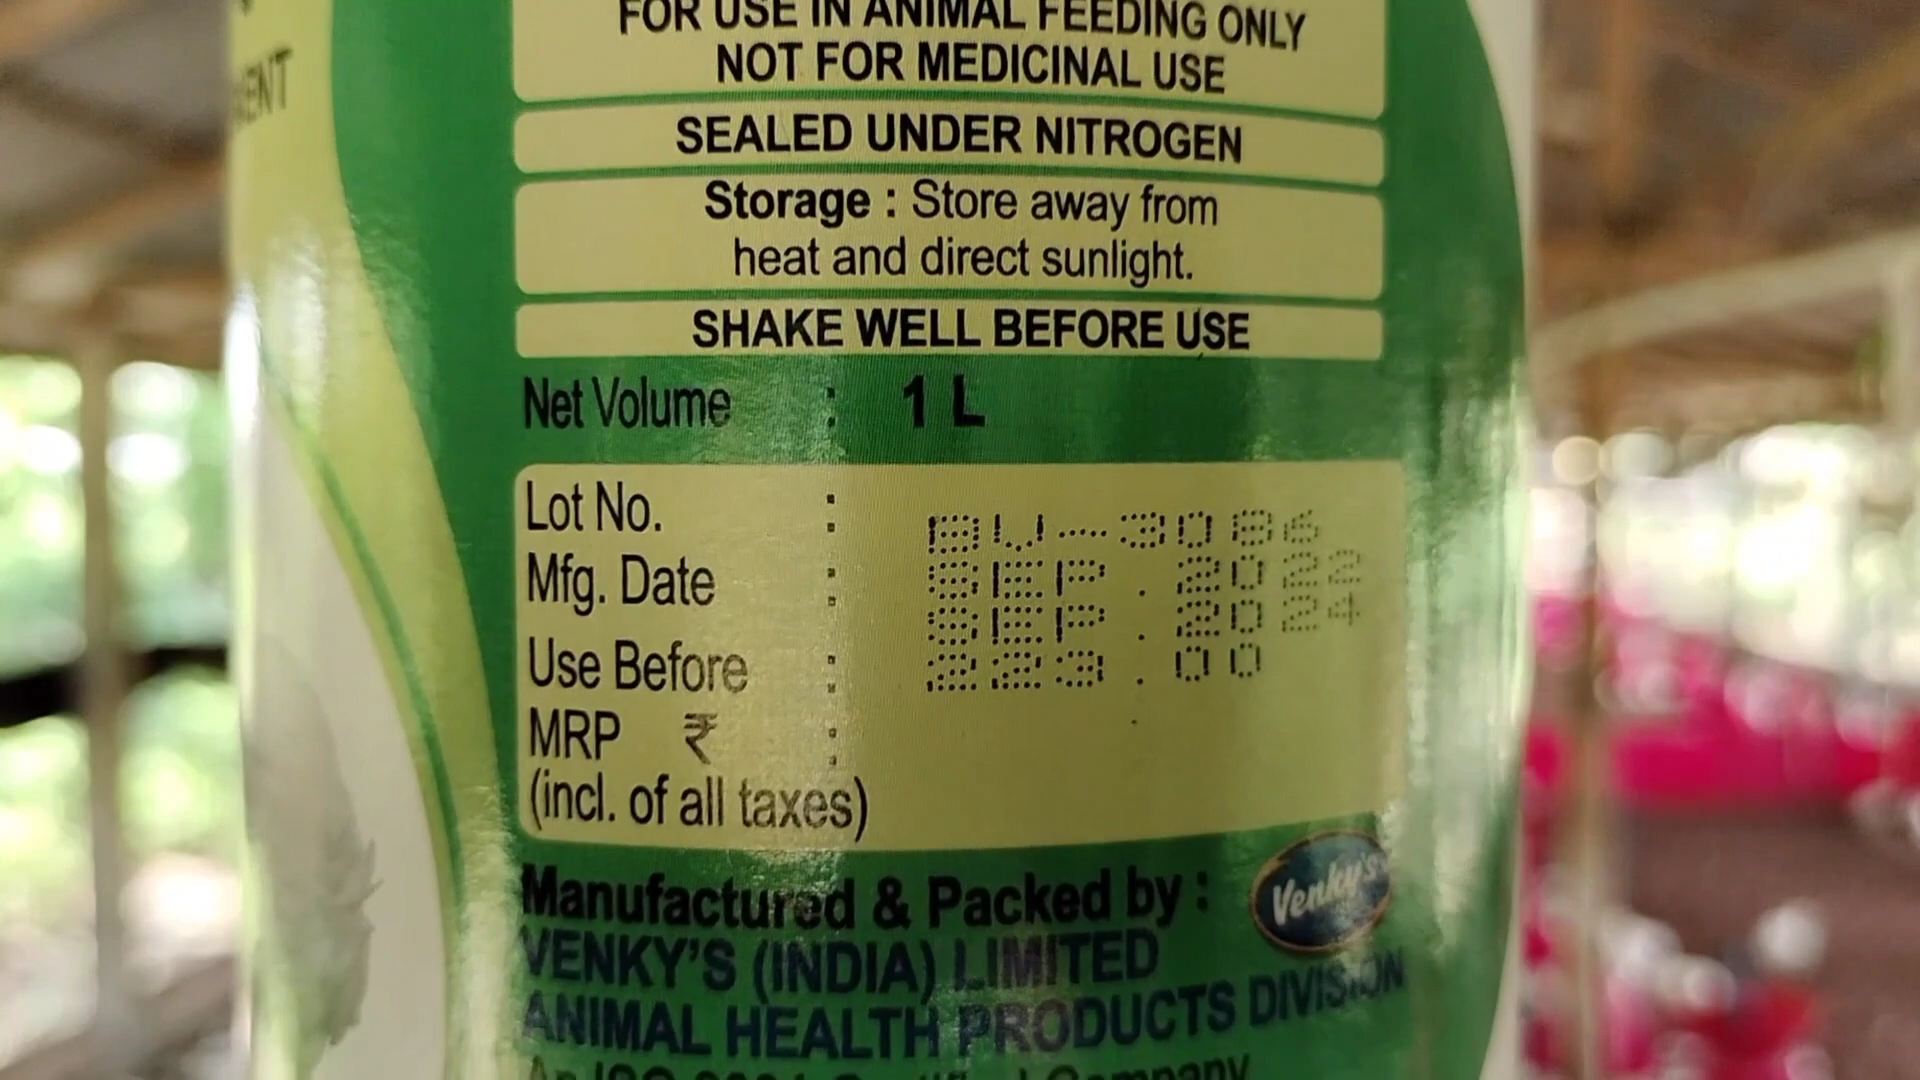 MENT
FOR USE IN ANIMAL FEEDING ONLY
NOT FOR MEDICINAL USE
SEALED UNDER NITROGEN
Storage : Store away from
heat and direct sunlight.
SHAKE WELL BEFORE USE
Net Volume : 1 L
Lot No. : BV-3086
Mfg. Date : SEP. 2022
Use Before : SEP. 2024
MRP ₹ : 223.00
(incl. of all taxes)
Manufactured & Packed by :
Venky's
VENKY'S (INDIA) LIMITED
ANIMAL HEALTH PRODUCTS DIVISION
Company